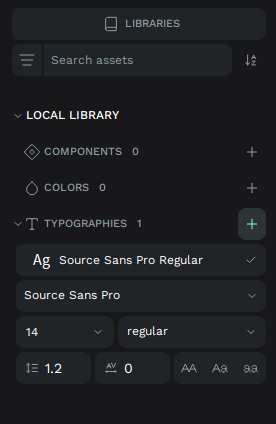 LIBRARIES
Search assets
LOCAL LIBRARY
COMPONENTS 0
COLORS 0
TYPOGRAPHIES 1
Ag Source Sans Pro Regular
Source Sans Pro
14 regular
1.2 0 AA Aa aa